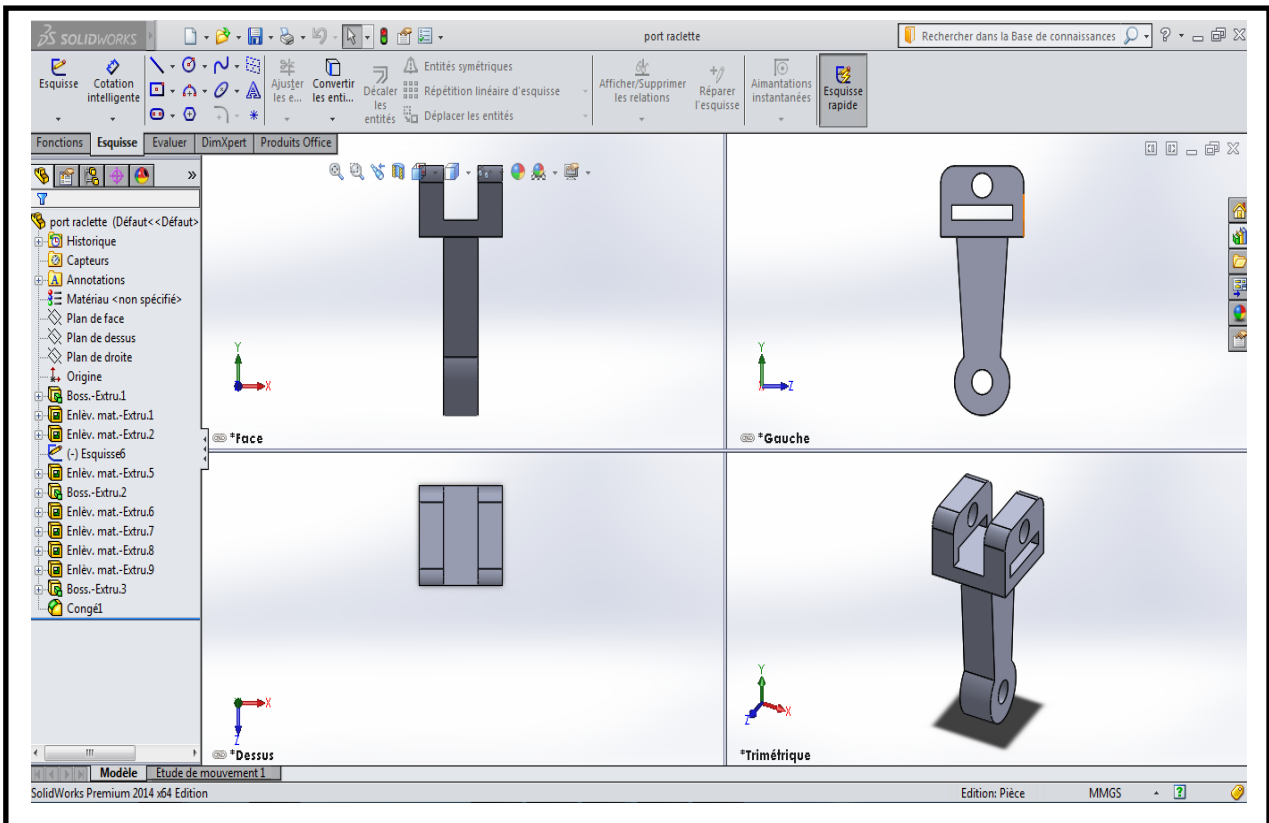 SOLIDWORKS
port raclette
Rechercher dans la Base de connaissances
Esquisse
Cotation intelligente
Ajuster les e...
Convertir les enti...
Décaler les entités
Entités symétriques
Répétition linéaire d'esquisse
Déplacer les entités
Afficher/Supprimer les relations
Réparer l'esquisse
Aimantations instantanées
Esquisse rapide
Fonctions
Esquisse
Evaluer
DimXpert
Produits Office
port raclette (Défaut<<Défaut>
Historique
Capteurs
Annotations
Matériau <non spécifié>
Plan de face
Plan de dessus
Plan de droite
Origine
Boss.-Extru.1
Enlèv. mat.-Extru.1
Enlèv. mat.-Extru.2
(-) Esquisse6
Enlèv. mat.-Extru.5
Boss.-Extru.2
Enlèv. mat.-Extru.6
Enlèv. mat.-Extru.7
Enlèv. mat.-Extru.8
Enlèv. mat.-Extru.9
Boss.-Extru.3
Congé1
Y
X
*Face
Y
X
Z
*Gauche
X
Z
*Dessus
Y
X
Z
*Trimétrique
Modèle
Etude de mouvement 1
SolidWorks Premium 2014 x64 Edition
Edition: Pièce
MMGS